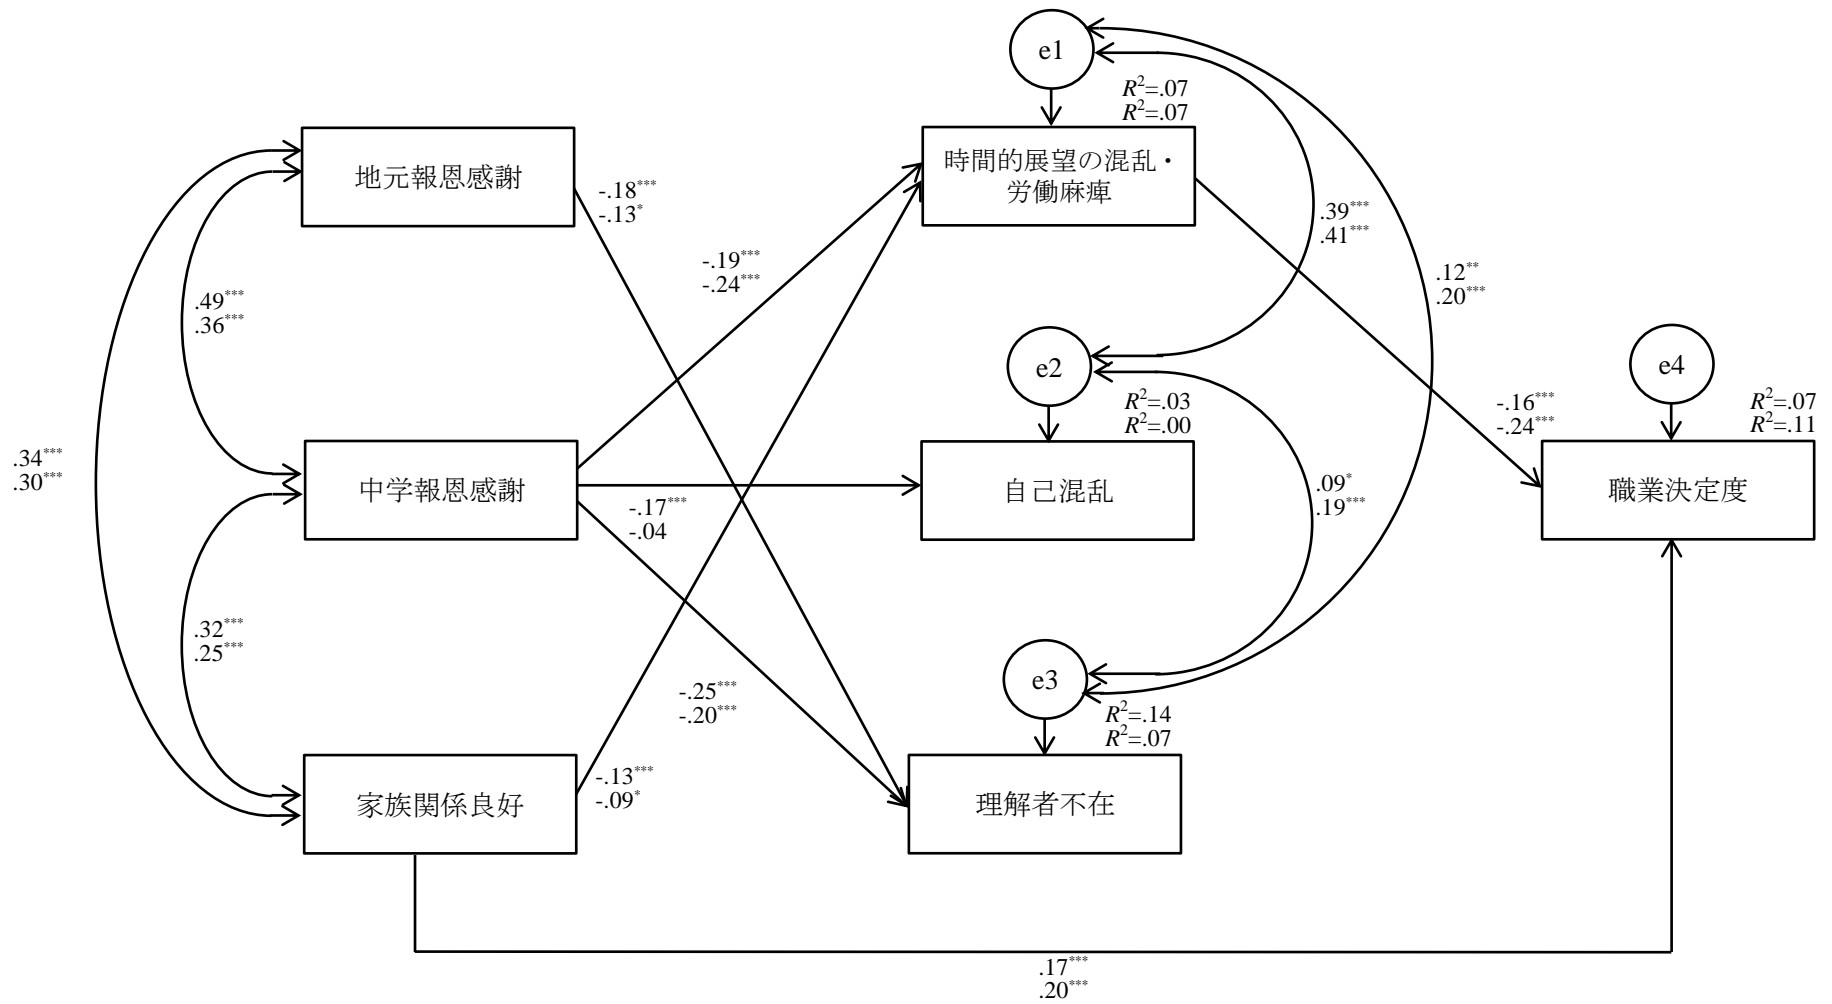 e1
R²=.07
R²=.07
地元報恩感謝
時間的展望の混乱・
労働麻痺
-.18***
-.13*
.39***
.41***
-.19***
-.24***
.12**
.20***
.49***
.36***
e2
e4
R²=.03
R²=.00
-.16***
-.24***
R²=.07
R²=.11
.34***
.30***
中学報恩感謝
自己混乱
職業決定度
-.17***
-.04
.09*
.19***
.32***
.25***
e3
-.25***
-.20***
R²=.14
R²=.07
家族関係良好
-.13***
-.09*
理解者不在
.17***
.20***